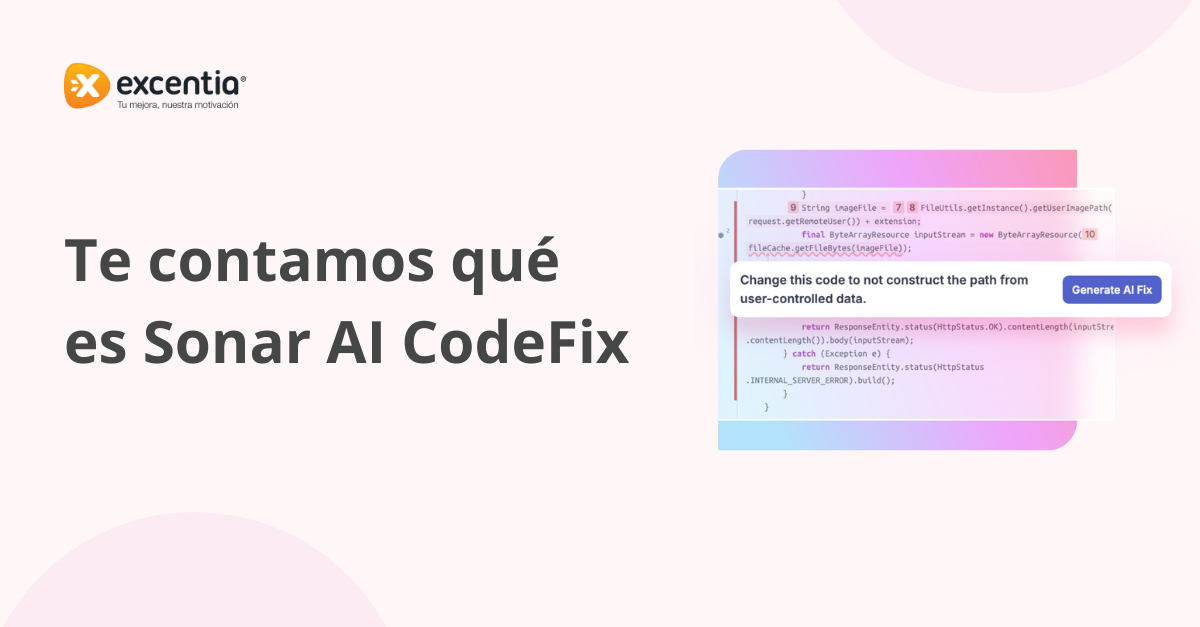 excentia®
Tu mejora, nuestra motivación
Te contamos qué
es Sonar AI CodeFix
}
9 String imageFile = 7 8 FileUtils.getInstance().getUserImagePath(
request.getRemoteUser()) + extension;
2
final ByteArrayResource inputStream = new ByteArrayResource(10
fileCache.getFileBytes(imageFile));
Change this code to not construct the path from
user-controlled data.
Generate AI Fix
return ResponseEntity.status(HttpStatus.OK).contentLength(inputStre
.contentLength()).body(inputStream);
} catch (Exception e) {
return ResponseEntity.status(HttpStatus
.INTERNAL_SERVER_ERROR).build();
}
}